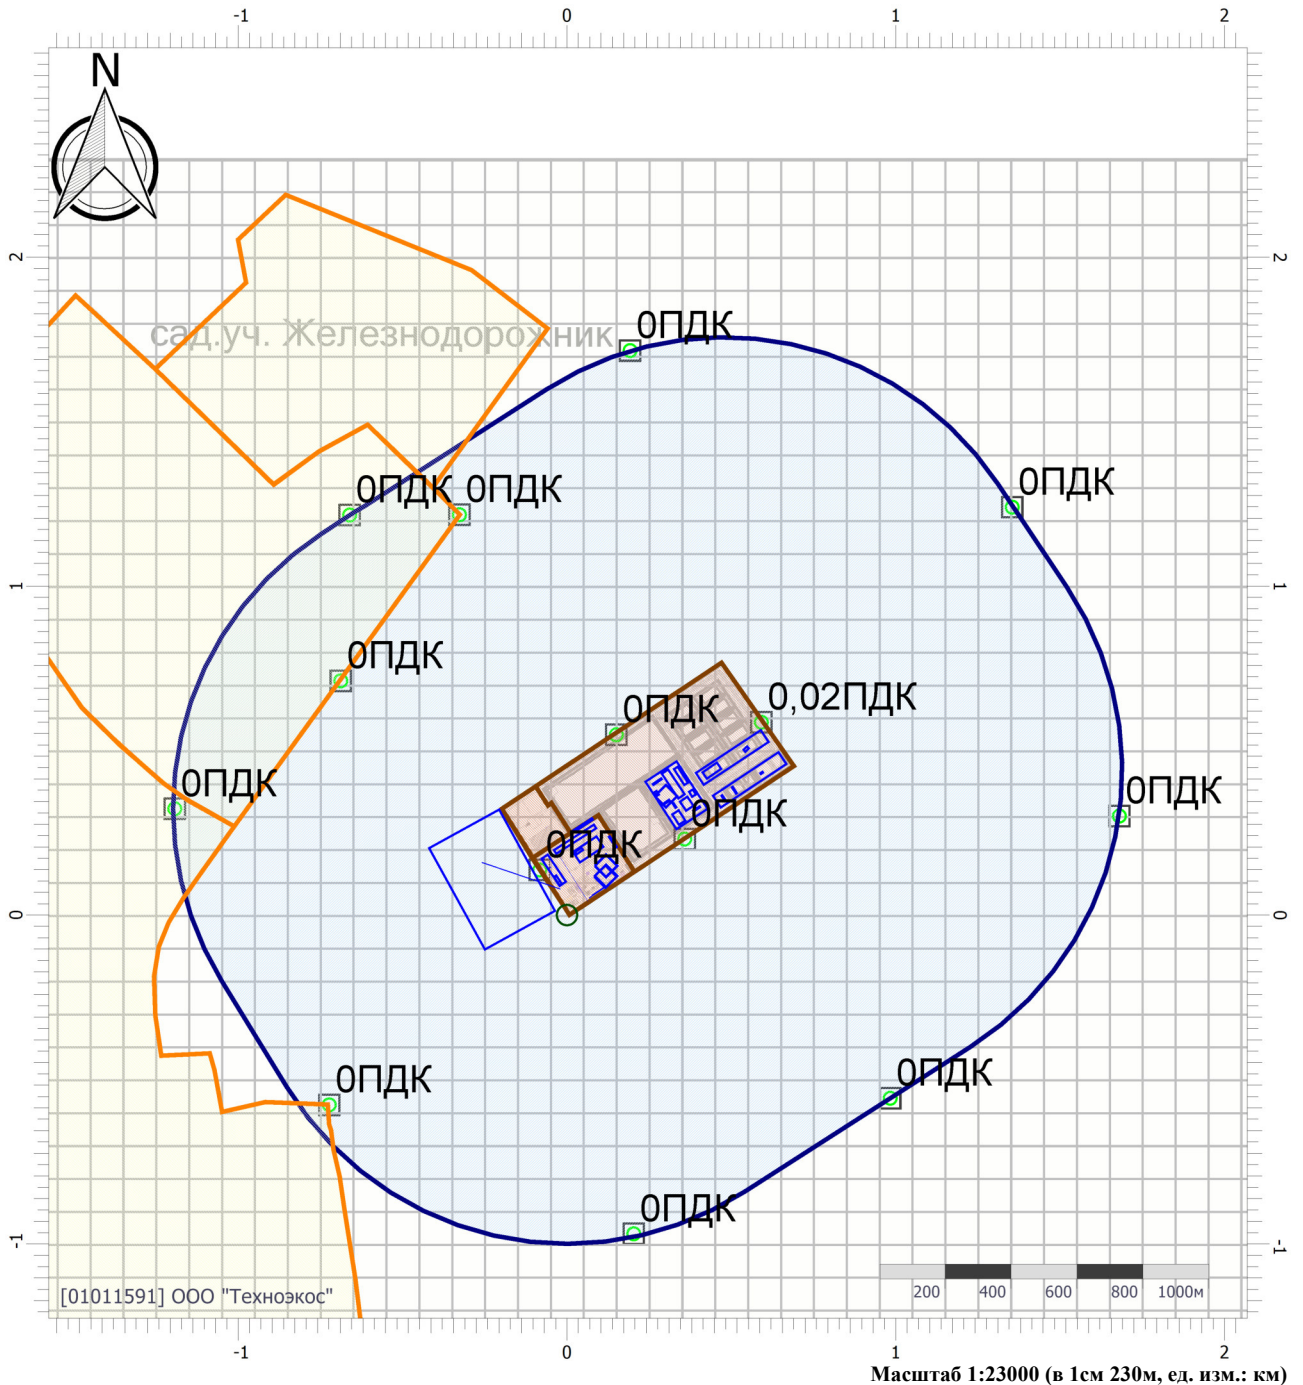 -1 0 1 2
N
2 2
сад.уч. Железнодорожник
0ПДК
0ПДК
0ПДК 0ПДК
1 1
0ПДК
0,02ПДК
0ПДК
0ПДК
0ПДК
0ПДК
0ПДК
0 0
0ПДК
0ПДК
0ПДК
-1 -1
200 400 600 800 1000м
[01011591] ООО "Техноэкос"
-1 0 1 2
Масштаб 1:23000 (в 1см 230м, ед. изм.: км)